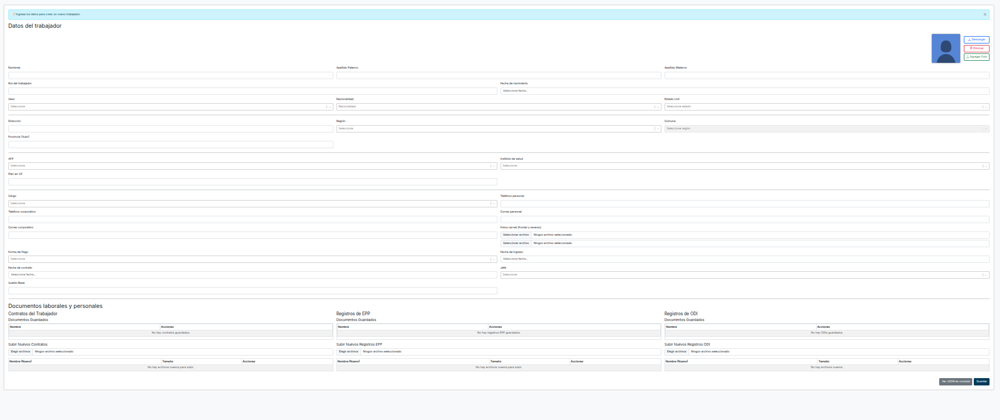 📝 Ingresa los datos para crear un nuevo trabajador.
Datos del trabajador
Descargar
Eliminar
Agregar Foto
Nombres Apellido Paterno Apellido Materno
Rut del trabajador Fecha de nacimiento
Seleccione fecha...
Sexo Nacionalidad Estado civil
Seleccione Nacionalidad Seleccione estado
Dirección Región Comuna
Seleccione Seleccione región
Provincia (Auto)
AFP Instituto de salud
Seleccione Seleccione
Plan en UF
Cargo Teléfono personal
Seleccione
Teléfono corporativo Correo personal
Correo corporativo Fotos carnet (frontal y reverso)
Seleccionar archivo Ningún archivo seleccionado
Seleccionar archivo Ningún archivo seleccionado
Forma de Pago Fecha de ingreso
Seleccione Seleccione fecha...
Fecha de contrato Jefe
Seleccione fecha... Seleccione
Sueldo Base
Documentos laborales y personales
Contratos del Trabajador Registros de EPP Registros de ODI
Documentos Guardados Documentos Guardados Documentos Guardados
Nombre Acciones Nombre Acciones Nombre Acciones
No hay contratos guardados. No hay registros EPP guardados. No hay ODIs guardados.
Subir Nuevos Contratos Subir Nuevos Registros EPP Subir Nuevos Registros ODI
Elegir archivos Ningún archivo seleccionado Elegir archivos Ningún archivo seleccionado Elegir archivos Ningún archivo seleccionado
Nombre (Nuevo) Tamaño Acciones Nombre (Nuevo) Tamaño Acciones Nombre (Nuevo) Tamaño Acciones
No hay archivos nuevos para subir. No hay archivos nuevos para subir. No hay archivos nuevos.
Ver JSON en consola Guardar